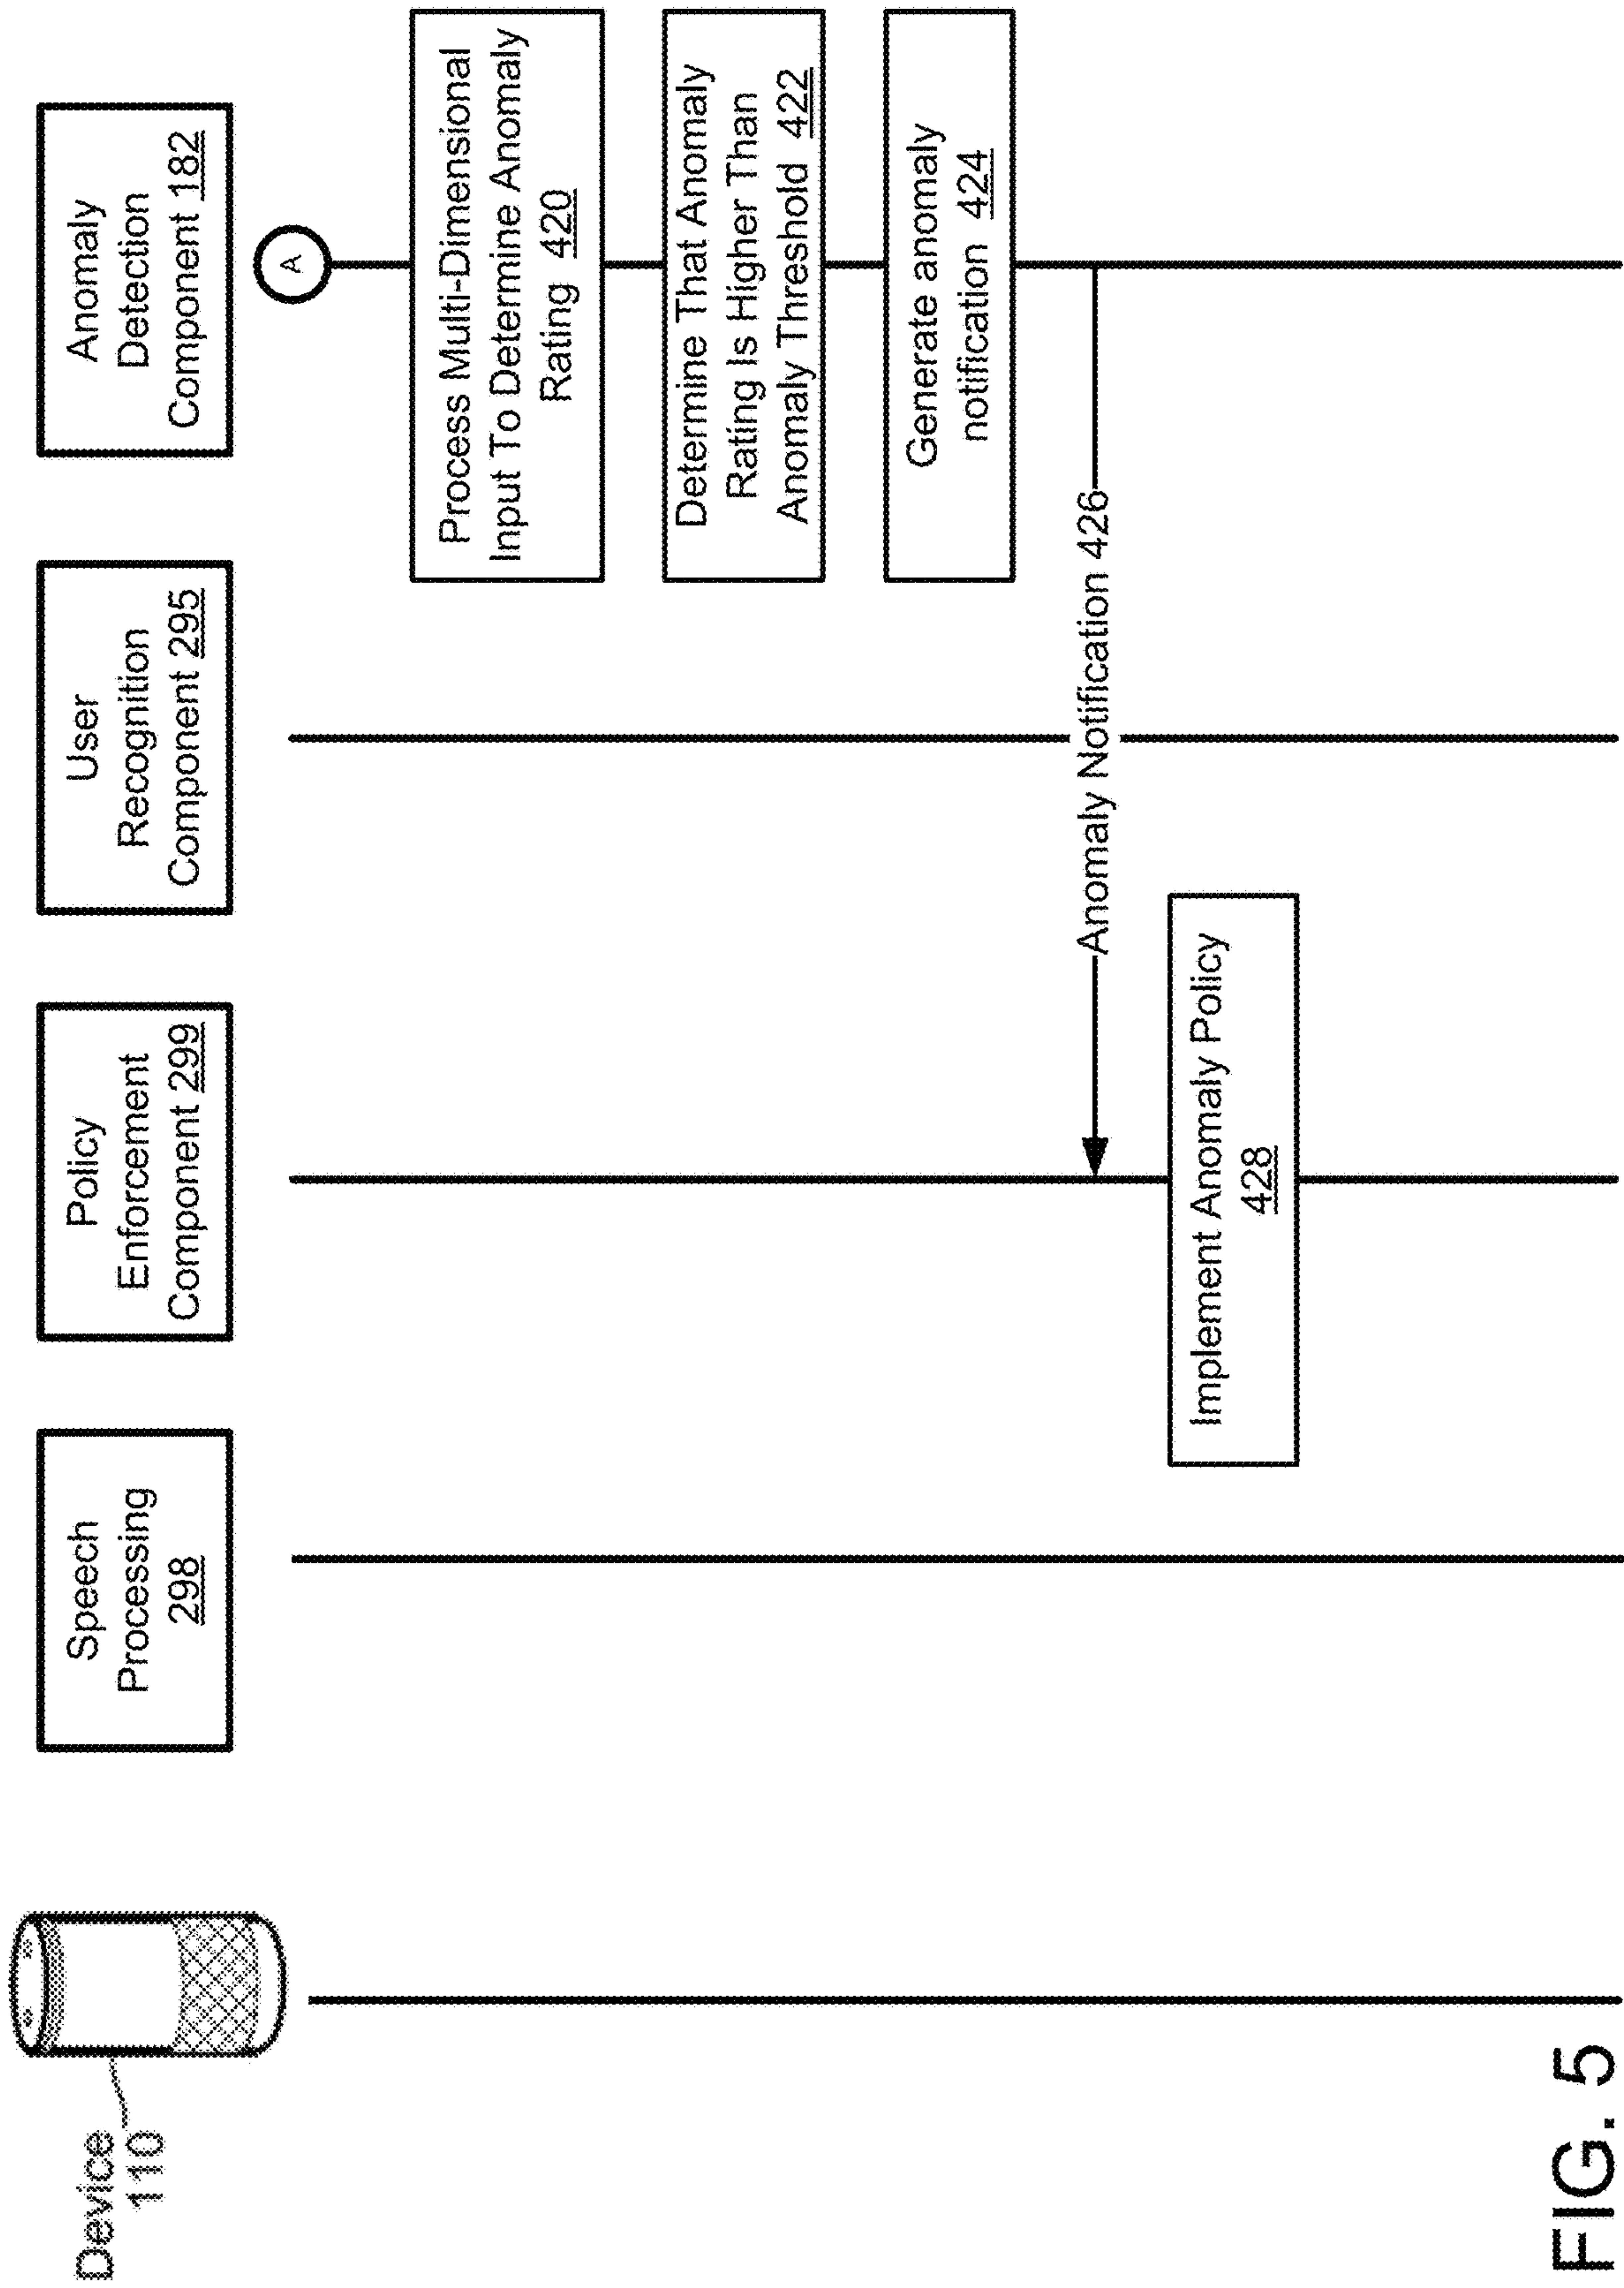 Device
110
Speech
Processing
298
Policy
Enforcement
Component 299
User
Recognition
Component 295
Anomaly
Detection
Component 182
A
Process Multi-Dimensional
Input To Determine Anomaly
Rating 420
Determine That Anomaly
Rating Is Higher Than
Anomaly Threshold 422
Generate anomaly
notification 424
Anomaly Notification 426
Implement Anomaly Policy
428
FIG. 5